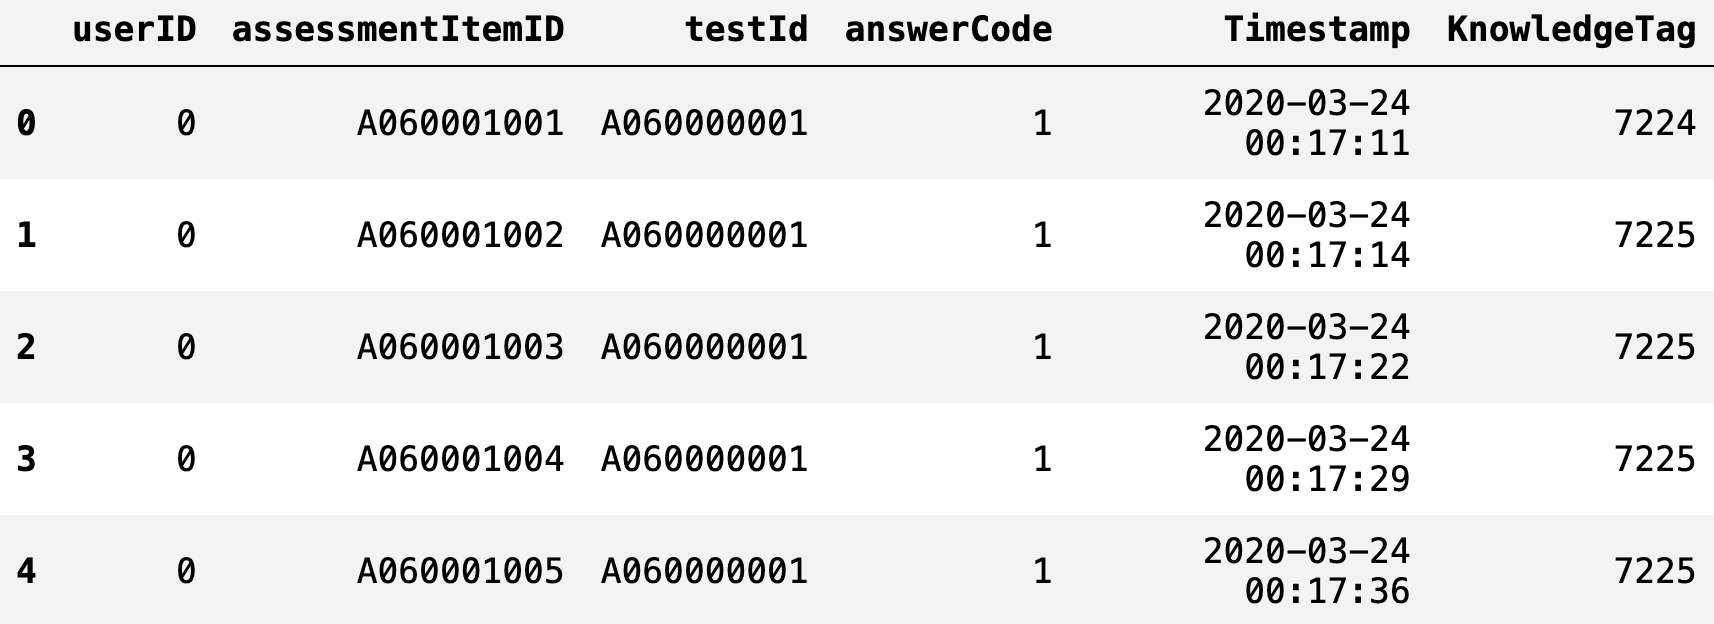 userID assessmentItemID testId answerCode Timestamp KnowledgeTag
0 0 A060001001 A060000001 1 2020-03-24 00:17:11 7224
1 0 A060001002 A060000001 1 2020-03-24 00:17:14 7225
2 0 A060001003 A060000001 1 2020-03-24 00:17:22 7225
3 0 A060001004 A060000001 1 2020-03-24 00:17:29 7225
4 0 A060001005 A060000001 1 2020-03-24 00:17:36 7225